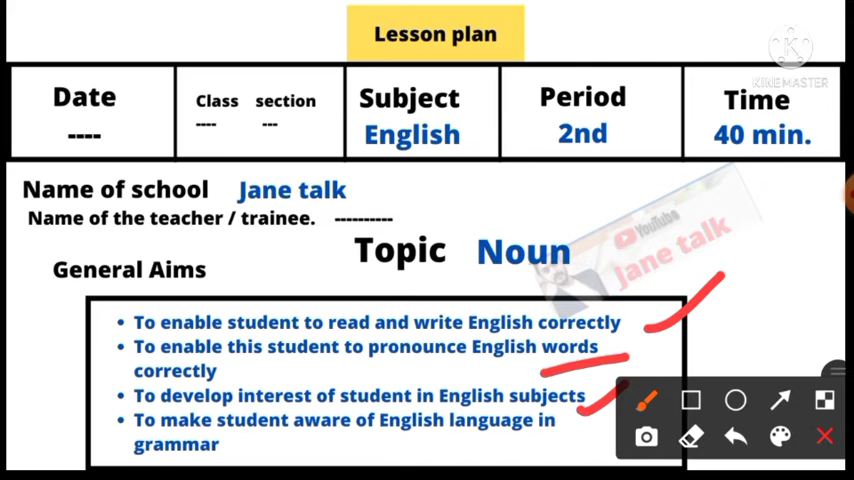 Lesson plan
KINEMASTER
Date
Class section
Subject
Period
Time
----
---- ---
English
2nd
40 min.
Name of school Jane talk
Name of the teacher / trainee. ----------
YouTube
Jane talk
Topic Noun
General Aims
• To enable student to read and write English correctly
• To enable this student to pronounce English words
correctly
• To develop interest of student in English subjects
• To make student aware of English language in
grammar